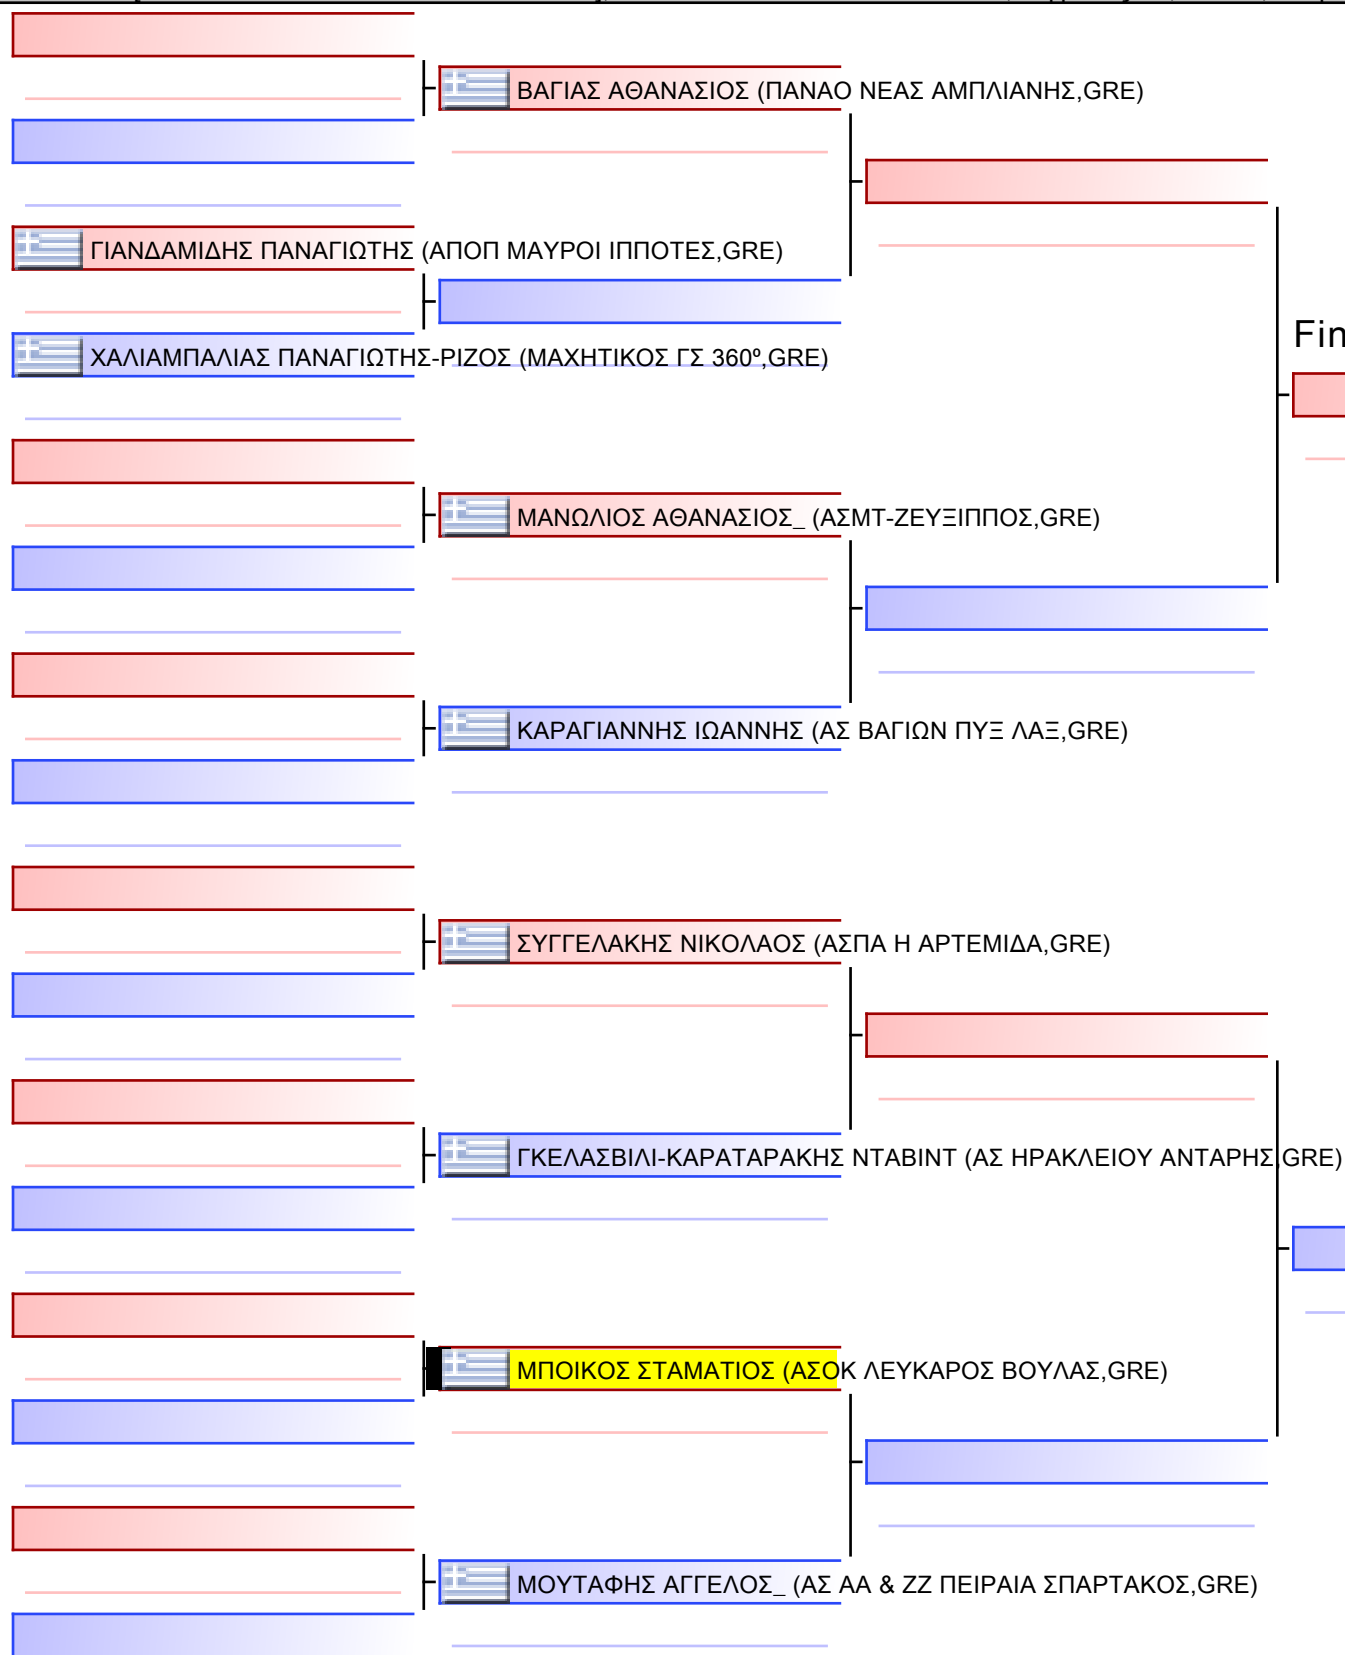 ΒΑΓΙΑΣ ΑΘΑΝΑΣΙΟΣ (ΠΑΝΑΟ ΝΕΑΣ ΑΜΠΛΙΑΝΗΣ,GRE)
ΓΙΑΝΔΑΜΙΔΗΣ ΠΑΝΑΓΙΩΤΗΣ (ΑΠΟΠ ΜΑΥΡΟΙ ΙΠΠΟΤΕΣ,GRE)
ΧΑΛΙΑΜΠΑΛΙΑΣ ΠΑΝΑΓΙΩΤΗΣ-ΡΙΖΟΣ (ΜΑΧΗΤΙΚΟΣ ΓΣ 360º,GRE)
Fin
ΜΑΝΩΛΙΟΣ ΑΘΑΝΑΣΙΟΣ_ (ΑΣΜΤ-ΖΕΥΞΙΠΠΟΣ,GRE)
ΚΑΡΑΓΙΑΝΝΗΣ ΙΩΑΝΝΗΣ (ΑΣ ΒΑΓΙΩΝ ΠΥΞ ΛΑΞ,GRE)
ΣΥΓΓΕΛΑΚΗΣ ΝΙΚΟΛΑΟΣ (ΑΣΠΑ Η ΑΡΤΕΜΙΔΑ,GRE)
ΓΚΕΛΑΣΒΙΛΙ-ΚΑΡΑΤΑΡΑΚΗΣ ΝΤΑΒΙΝΤ (ΑΣ ΗΡΑΚΛΕΙΟΥ ΑΝΤΑΡΗΣ,GRE)
ΜΠΟΙΚΟΣ ΣΤΑΜΑΤΙΟΣ (ΑΣΟΚ ΛΕΥΚΑΡΟΣ ΒΟΥΛΑΣ,GRE)
ΜΟΥΤΑΦΗΣ ΑΓΓΕΛΟΣ_ (ΑΣ ΑΑ & ΖΖ ΠΕΙΡΑΙΑ ΣΠΑΡΤΑΚΟΣ,GRE)